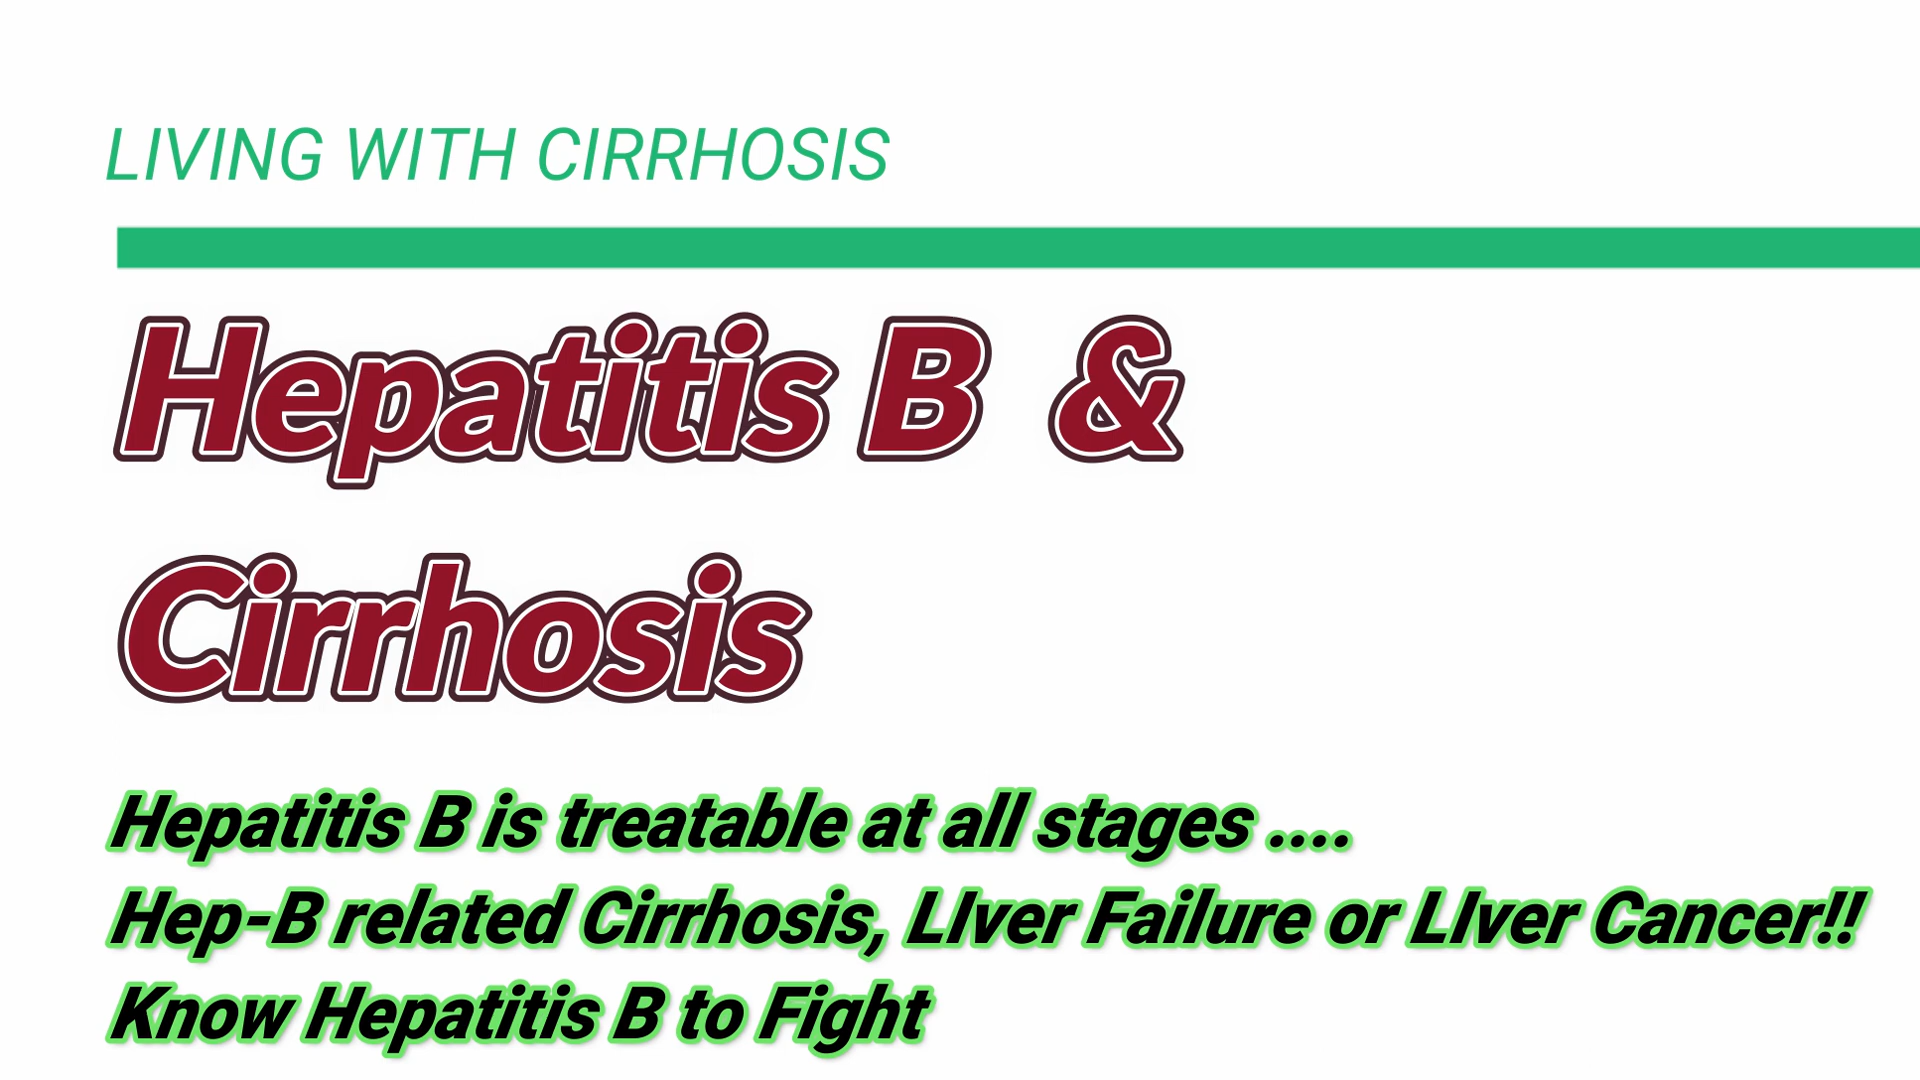 LIVING WITH CIRRHOSIS
Hepatitis B &
Cirrhosis
Hepatitis B is treatable at all stages ....
Hep-B related Cirrhosis, LIver Failure or LIver Cancer!!
Know Hepatitis B to Fight